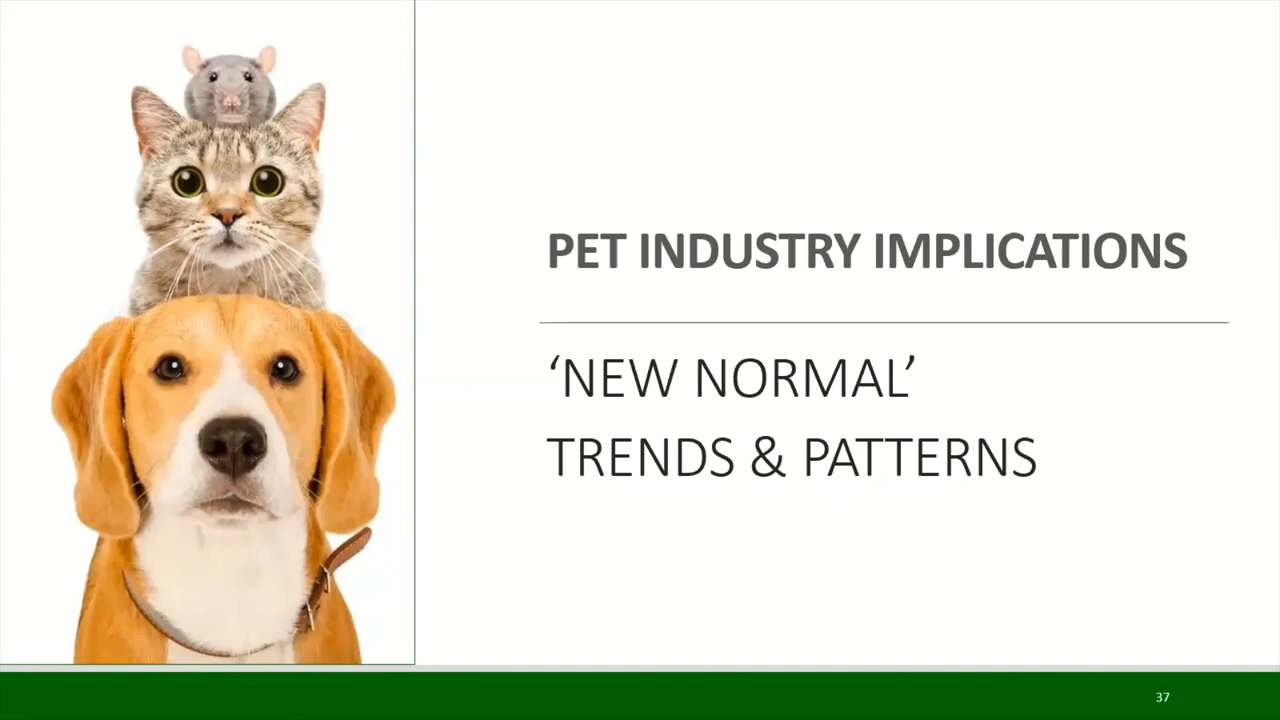 PET INDUSTRY IMPLICATIONS
‘NEW NORMAL’
TRENDS & PATTERNS
37